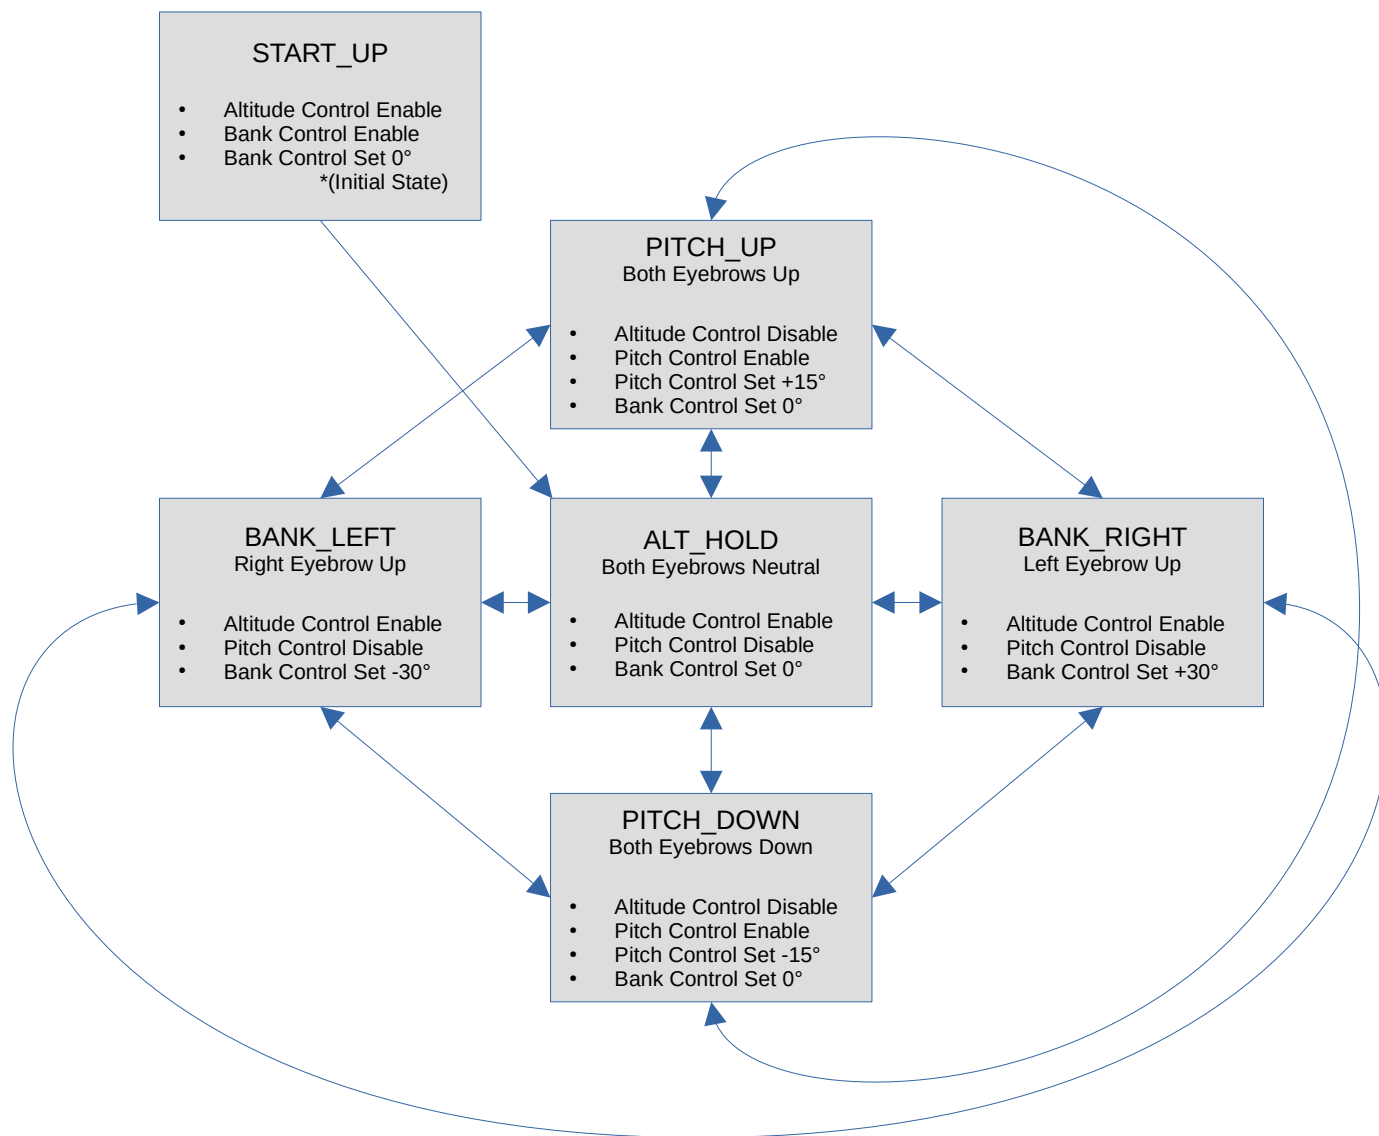 START_UP
• Altitude Control Enable
• Bank Control Enable
• Bank Control Set 0°
*(Initial State)
PITCH_UP
Both Eyebrows Up
• Altitude Control Disable
• Pitch Control Enable
• Pitch Control Set +15°
• Bank Control Set 0°
BANK_LEFT
Right Eyebrow Up
• Altitude Control Enable
• Pitch Control Disable
• Bank Control Set -30°
ALT_HOLD
Both Eyebrows Neutral
• Altitude Control Enable
• Pitch Control Disable
• Bank Control Set 0°
BANK_RIGHT
Left Eyebrow Up
• Altitude Control Enable
• Pitch Control Disable
• Bank Control Set +30°
PITCH_DOWN
Both Eyebrows Down
• Altitude Control Disable
• Pitch Control Enable
• Pitch Control Set -15°
• Bank Control Set 0°